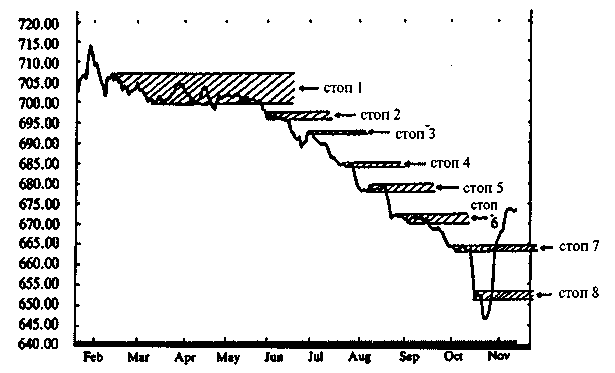 720.00
715.00
710.00
705.00
700.00
695.00
690.00
685.00
680.00
675.00
670.00
665.00
660.00
655.00
650.00
645.00
640.00
стоп 1
стоп 2
стоп 3
стоп 4
стоп 5
стоп
6
стоп 7
стоп 8
Feb Mar Apr May Jun Jul Aug Sep Oct Nov